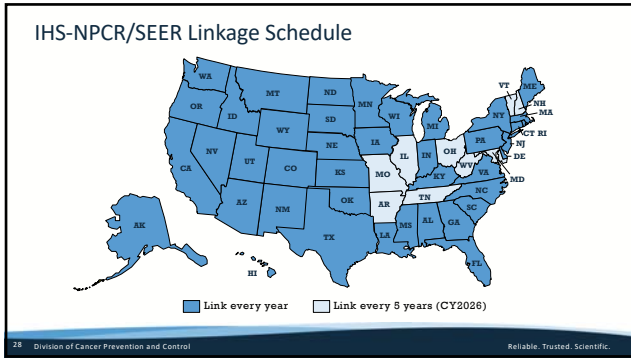 IHS-NPCR/SEER Linkage Schedule
WA
MT
ND
MN
VT
ME
OR
ID
SD
WI
MI
NY
NH
MA
WY
CT RI
NE
IA
PA
NJ
NV
UT
CO
IL
IN
OH
WV
DE
CA
KS
MO
KY
VA
MD
AZ
NM
OK
AR
TN
NC
SC
TX
LA
MS
AL
GA
AK
HI
FL
Link every year
Link every 5 years (CY2026)
28 Division of Cancer Prevention and Control
Reliable. Trusted. Scientific.